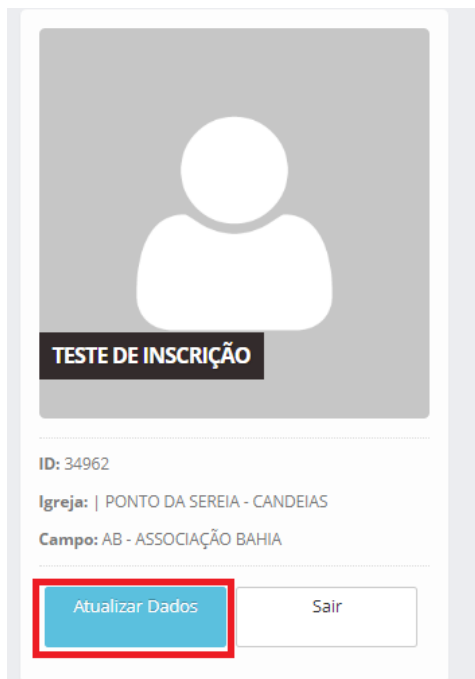 TESTE DE INSCRIÇÃO
ID: 34962
Igreja: | PONTO DA SEREIA - CANDEIAS
Campo: AB - ASSOCIAÇÃO BAHIA
Atualizar Dados
Sair